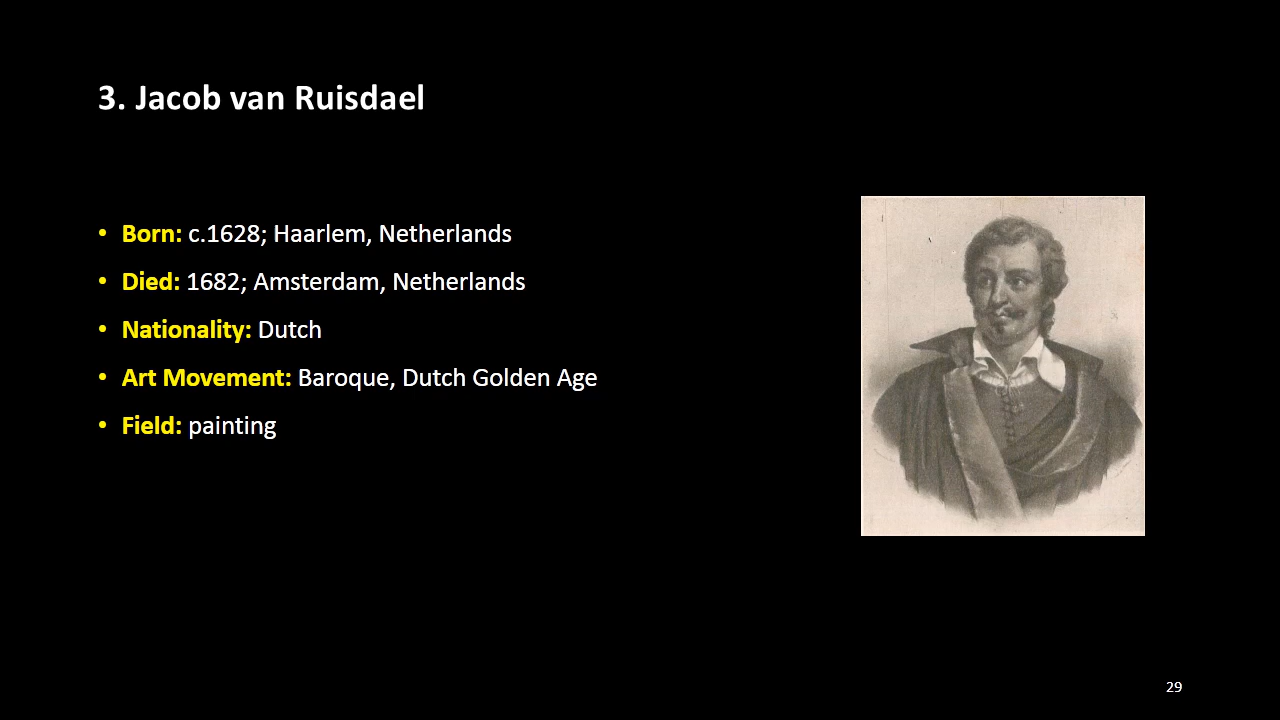 3. Jacob van Ruisdael
• Born: c.1628; Haarlem, Netherlands
• Died: 1682; Amsterdam, Netherlands
• Nationality: Dutch
• Art Movement: Baroque, Dutch Golden Age
• Field: painting
29